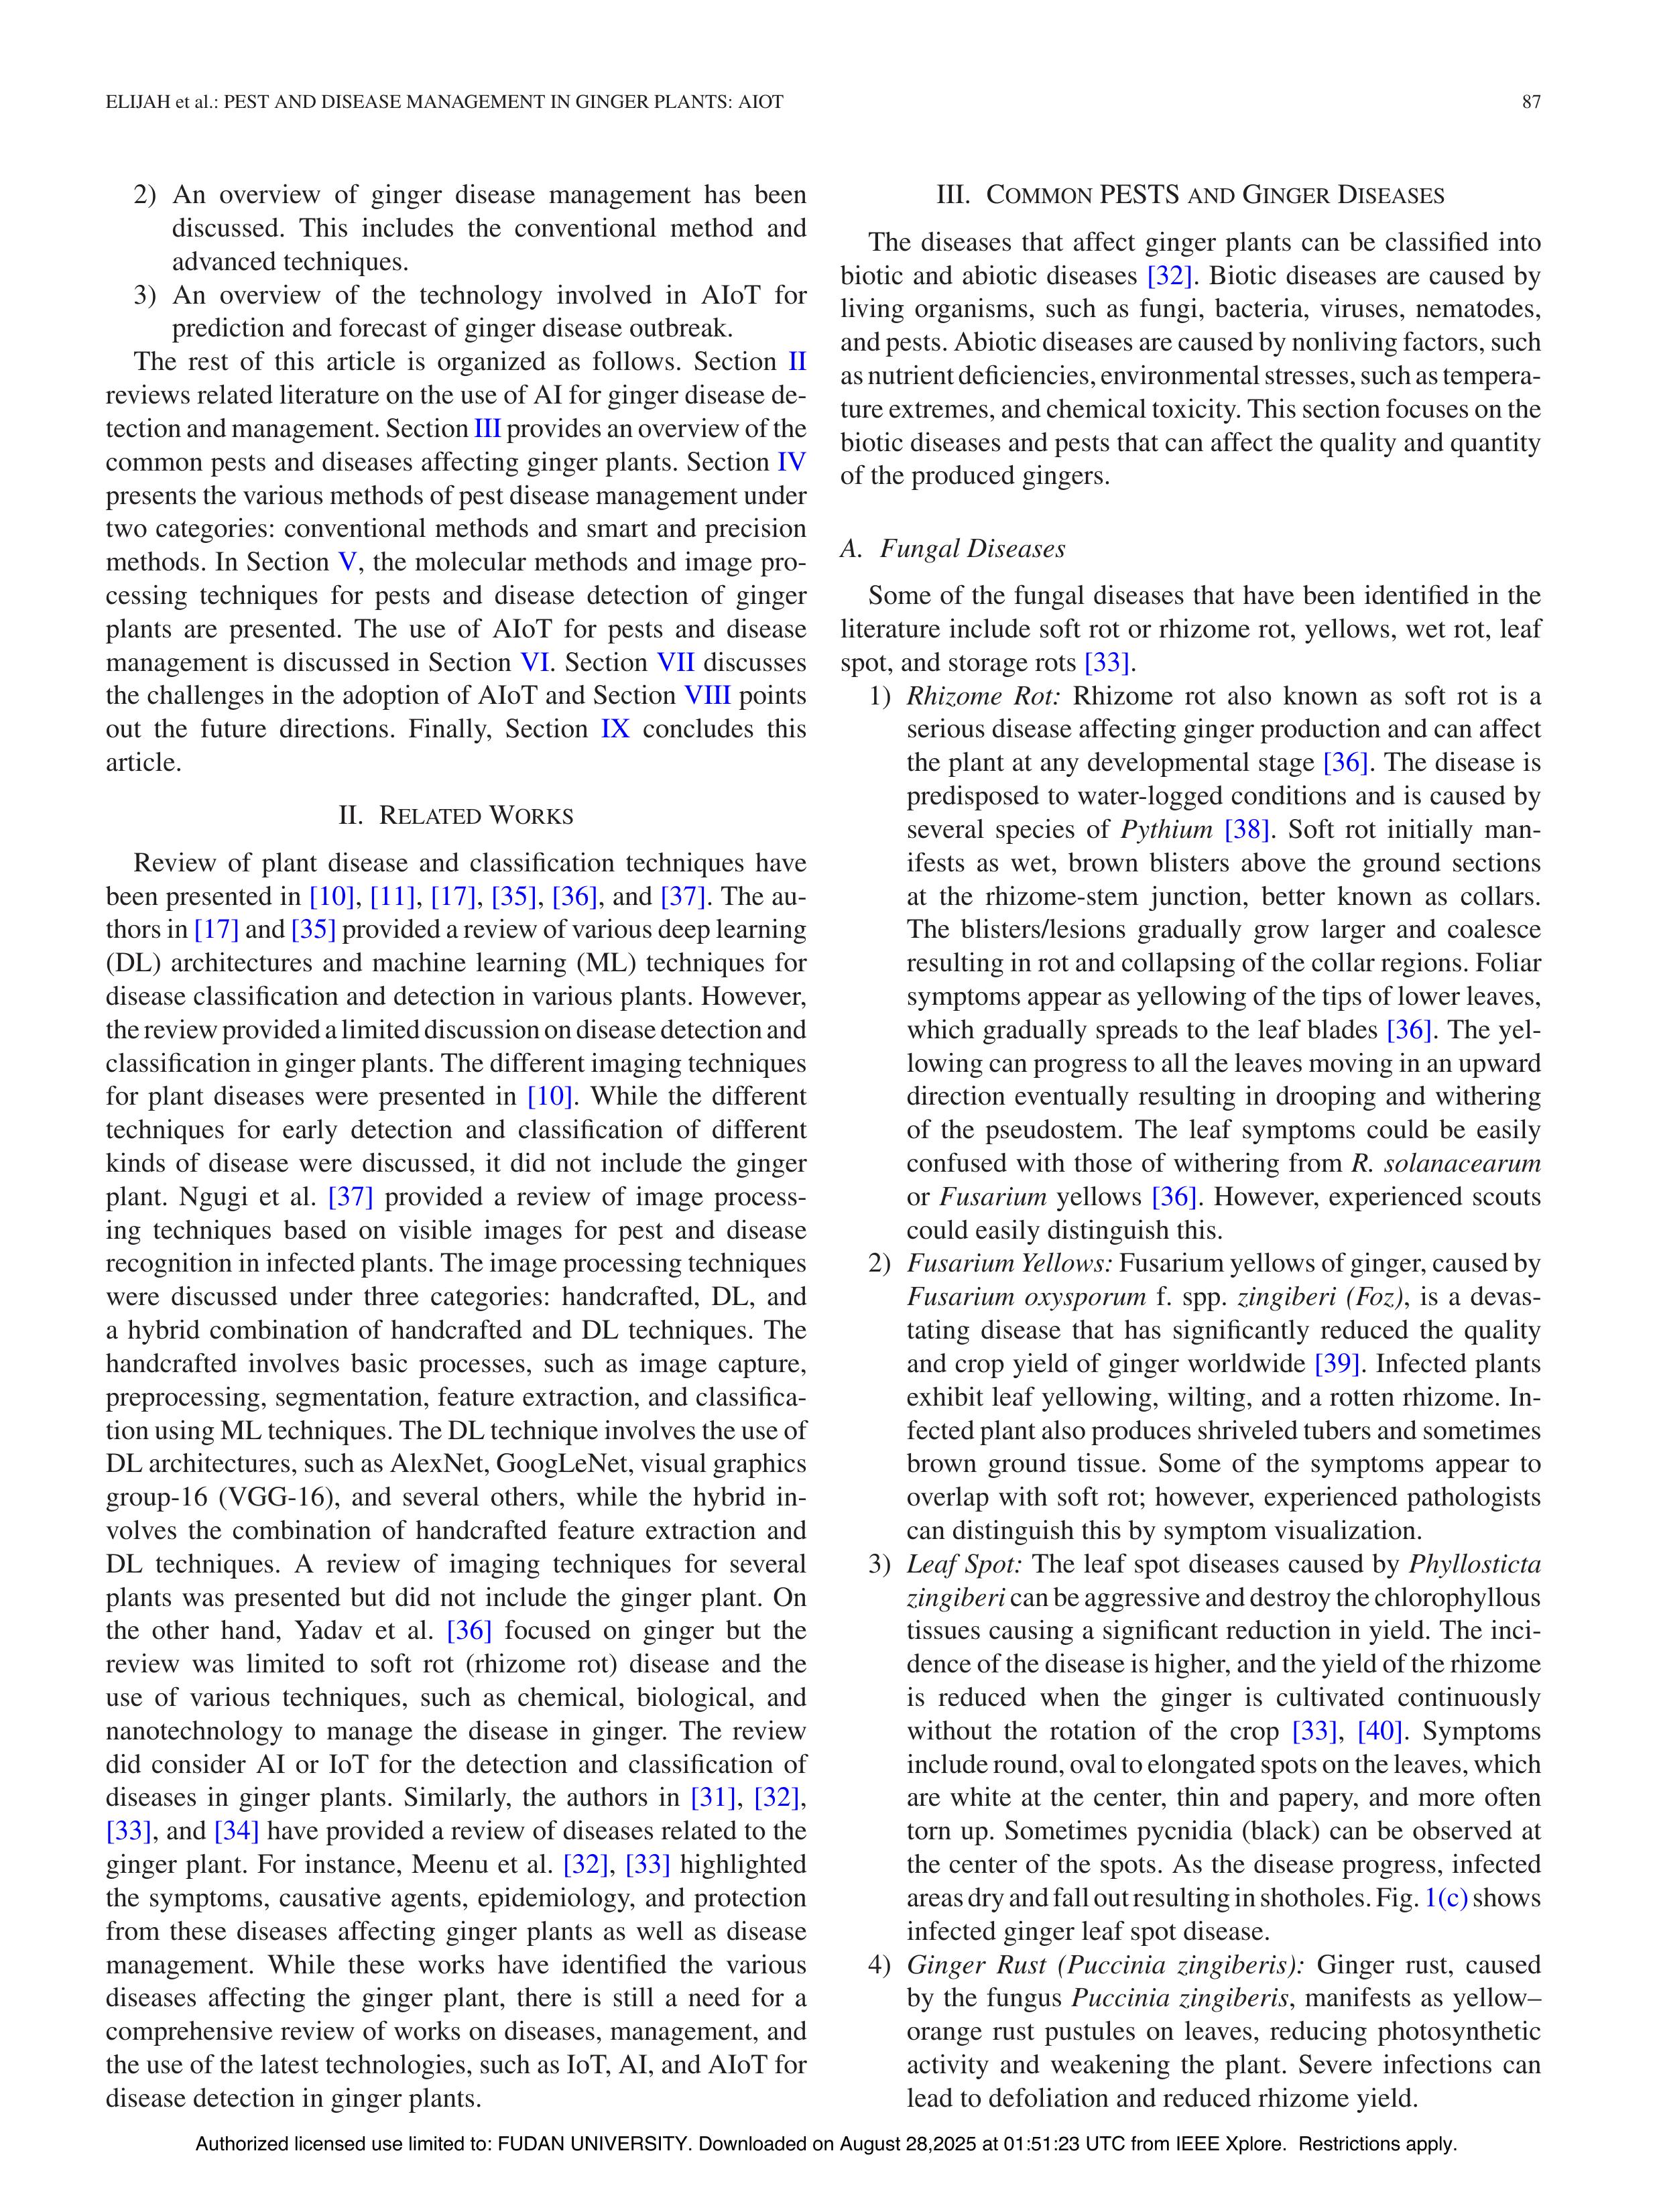 ELIJAH et al.: PEST AND DISEASE MANAGEMENT IN GINGER PLANTS: AIOT 87
2) An overview of ginger disease management has been
discussed. This includes the conventional method and
advanced techniques.
3) An overview of the technology involved in AIoT for
prediction and forecast of ginger disease outbreak.
The rest of this article is organized as follows. Section II
reviews related literature on the use of AI for ginger disease de-
tection and management. Section III provides an overview of the
common pests and diseases affecting ginger plants. Section IV
presents the various methods of pest disease management under
two categories: conventional methods and smart and precision
methods. In Section V, the molecular methods and image pro-
cessing techniques for pests and disease detection of ginger
plants are presented. The use of AIoT for pests and disease
management is discussed in Section VI. Section VII discusses
the challenges in the adoption of AIoT and Section VIII points
out the future directions. Finally, Section IX concludes this
article.
II. RELATED WORKS
Review of plant disease and classification techniques have
been presented in [10], [11], [17], [35], [36], and [37]. The au-
thors in [17] and [35] provided a review of various deep learning
(DL) architectures and machine learning (ML) techniques for
disease classification and detection in various plants. However,
the review provided a limited discussion on disease detection and
classification in ginger plants. The different imaging techniques
for plant diseases were presented in [10]. While the different
techniques for early detection and classification of different
kinds of disease were discussed, it did not include the ginger
plant. Ngugi et al. [37] provided a review of image process-
ing techniques based on visible images for pest and disease
recognition in infected plants. The image processing techniques
were discussed under three categories: handcrafted, DL, and
a hybrid combination of handcrafted and DL techniques. The
handcrafted involves basic processes, such as image capture,
preprocessing, segmentation, feature extraction, and classifica-
tion using ML techniques. The DL technique involves the use of
DL architectures, such as AlexNet, GoogLeNet, visual graphics
group-16 (VGG-16), and several others, while the hybrid in-
volves the combination of handcrafted feature extraction and
DL techniques. A review of imaging techniques for several
plants was presented but did not include the ginger plant. On
the other hand, Yadav et al. [36] focused on ginger but the
review was limited to soft rot (rhizome rot) disease and the
use of various techniques, such as chemical, biological, and
nanotechnology to manage the disease in ginger. The review
did consider AI or IoT for the detection and classification of
diseases in ginger plants. Similarly, the authors in [31], [32],
[33], and [34] have provided a review of diseases related to the
ginger plant. For instance, Meenu et al. [32], [33] highlighted
the symptoms, causative agents, epidemiology, and protection
from these diseases affecting ginger plants as well as disease
management. While these works have identified the various
diseases affecting the ginger plant, there is still a need for a
comprehensive review of works on diseases, management, and
the use of the latest technologies, such as IoT, AI, and AIoT for
disease detection in ginger plants.
III. COMMON PESTS AND GINGER DISEASES
The diseases that affect ginger plants can be classified into
biotic and abiotic diseases [32]. Biotic diseases are caused by
living organisms, such as fungi, bacteria, viruses, nematodes,
and pests. Abiotic diseases are caused by nonliving factors, such
as nutrient deficiencies, environmental stresses, such as tempera-
ture extremes, and chemical toxicity. This section focuses on the
biotic diseases and pests that can affect the quality and quantity
of the produced gingers.
A. Fungal Diseases
Some of the fungal diseases that have been identified in the
literature include soft rot or rhizome rot, yellows, wet rot, leaf
spot, and storage rots [33].
1) Rhizome Rot: Rhizome rot also known as soft rot is a
serious disease affecting ginger production and can affect
the plant at any developmental stage [36]. The disease is
predisposed to water-logged conditions and is caused by
several species of Pythium [38]. Soft rot initially man-
ifests as wet, brown blisters above the ground sections
at the rhizome-stem junction, better known as collars.
The blisters/lesions gradually grow larger and coalesce
resulting in rot and collapsing of the collar regions. Foliar
symptoms appear as yellowing of the tips of lower leaves,
which gradually spreads to the leaf blades [36]. The yel-
lowing can progress to all the leaves moving in an upward
direction eventually resulting in drooping and withering
of the pseudostem. The leaf symptoms could be easily
confused with those of withering from R. solanacearum
or Fusarium yellows [36]. However, experienced scouts
could easily distinguish this.
2) Fusarium Yellows: Fusarium yellows of ginger, caused by
Fusarium oxysporum f. spp. zingiberi (Foz), is a devas-
tating disease that has significantly reduced the quality
and crop yield of ginger worldwide [39]. Infected plants
exhibit leaf yellowing, wilting, and a rotten rhizome. In-
fected plant also produces shriveled tubers and sometimes
brown ground tissue. Some of the symptoms appear to
overlap with soft rot; however, experienced pathologists
can distinguish this by symptom visualization.
3) Leaf Spot: The leaf spot diseases caused by Phyllosticta
zingiberi can be aggressive and destroy the chlorophyllous
tissues causing a significant reduction in yield. The inci-
dence of the disease is higher, and the yield of the rhizome
is reduced when the ginger is cultivated continuously
without the rotation of the crop [33], [40]. Symptoms
include round, oval to elongated spots on the leaves, which
are white at the center, thin and papery, and more often
torn up. Sometimes pycnidia (black) can be observed at
the center of the spots. As the disease progress, infected
areas dry and fall out resulting in shotholes. Fig. 1(c) shows
infected ginger leaf spot disease.
4) Ginger Rust (Puccinia zingiberis): Ginger rust, caused
by the fungus Puccinia zingiberis, manifests as yellow–
orange rust pustules on leaves, reducing photosynthetic
activity and weakening the plant. Severe infections can
lead to defoliation and reduced rhizome yield.
Authorized licensed use limited to: FUDAN UNIVERSITY. Downloaded on August 28,2025 at 01:51:23 UTC from IEEE Xplore. Restrictions apply.